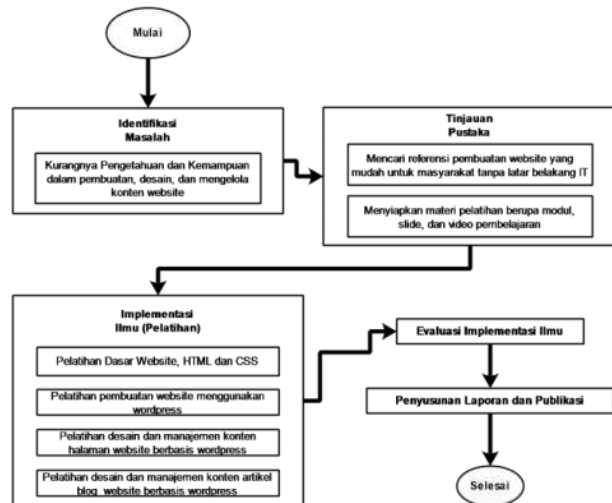 Mulai
Identifikasi
Masalah
Kurangnya Pengetahuan dan Kemampuan
dalam pembuatan, desain, dan mengelola
konten website
Tinjauan
Pustaka
Mencari referensi pembuatan website yang
mudah untuk masyarakat tanpa latar belakang IT
Menyiapkan materi pelatihan berupa modul,
slide, dan video pembelajaran
Implementasi
Ilmu (Pelatihan)
Pelatihan Dasar Website, HTML dan CSS
Pelatihan pembuatan website menggunakan
wordpress
Pelatihan desain dan manajemen konten
halaman website berbasis wordpress
Pelatihan desain dan manajemen konten artikel
blog website berbasis wordpress
Evaluasi Implementasi Ilmu
Penyusunan Laporan dan Publikasi
Selesai